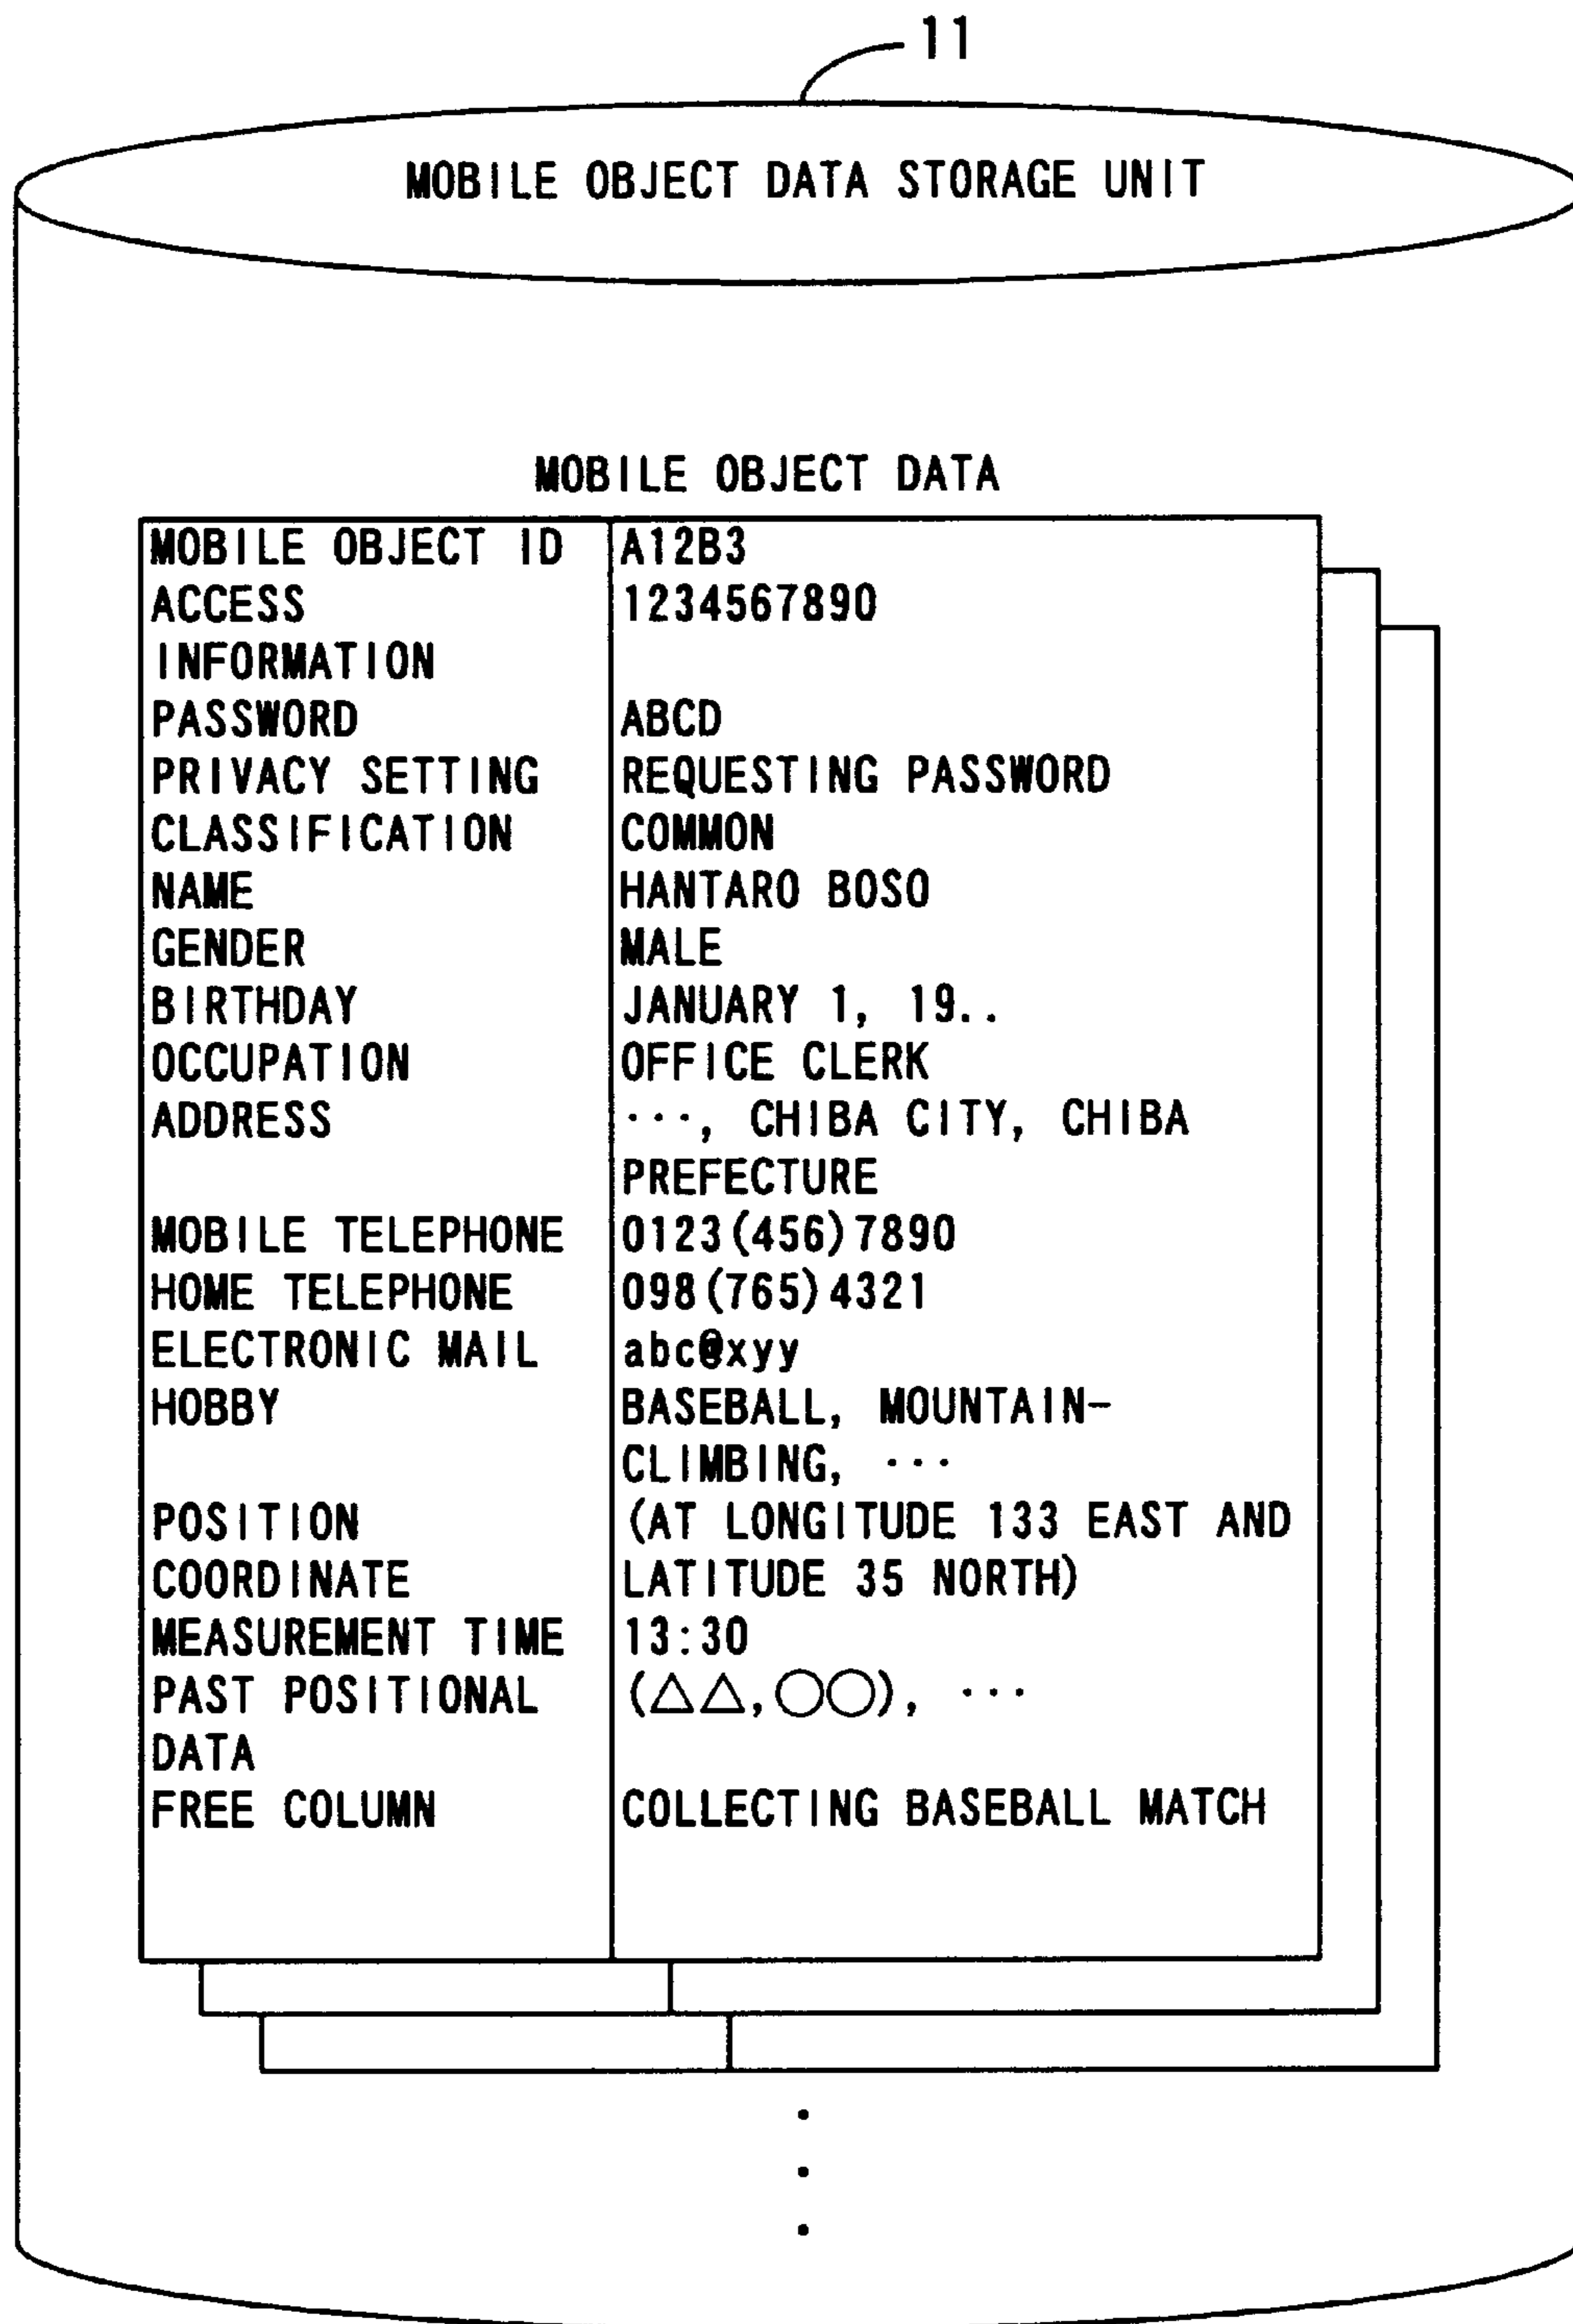 11
MOBILE OBJECT DATA STORAGE UNIT
MOBILE OBJECT DATA
MOBILE OBJECT ID A12B3
ACCESS 1234567890
INFORMATION
PASSWORD ABCD
PRIVACY SETTING REQUESTING PASSWORD
CLASSIFICATION COMMON
NAME HANTARO BOSO
GENDER MALE
BIRTHDAY JANUARY 1, 19..
OCCUPATION OFFICE CLERK
ADDRESS ···, CHIBA CITY, CHIBA
PREFECTURE
MOBILE TELEPHONE 0123(456)7890
HOME TELEPHONE 098(765)4321
ELECTRONIC MAIL abc@xyy
HOBBY BASEBALL, MOUNTAIN-
CLIMBING, ···
POSITION (AT LONGITUDE 133 EAST AND
COORDINATE LATITUDE 35 NORTH)
MEASUREMENT TIME 13:30
PAST POSITIONAL (△△,○○), ···
DATA
FREE COLUMN COLLECTING BASEBALL MATCH